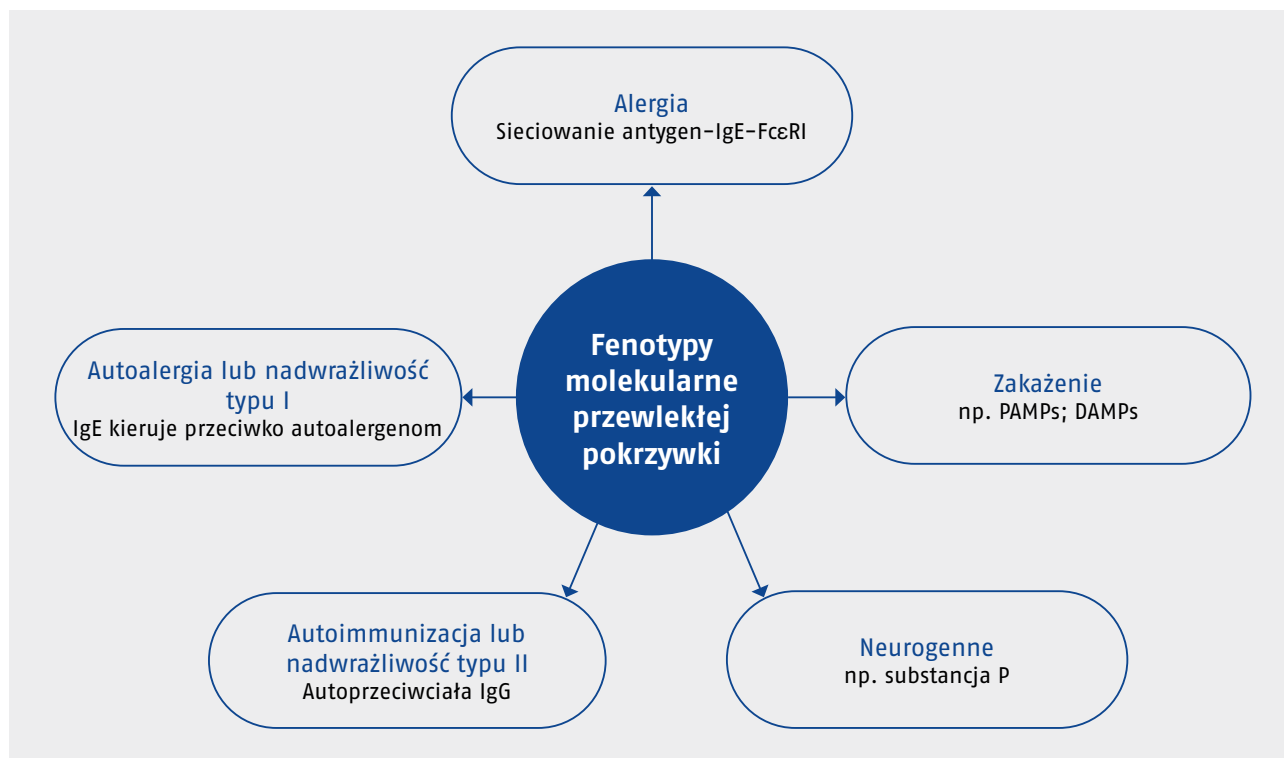 Alergia
Sieciowanie antygen-IgE-FcεRI
Fenotypy
molekularne
przewlekłej
pokrzywki
Autoalergia lub nadwrażliwość
typu I
IgE kieruje przeciwko autoalergenom
Zakażenie
np. PAMPs; DAMPs
Autoimmunizacja lub
nadwrażliwość typu II
Autoprzeciwciała IgG
Neurogenne
np. substancja P